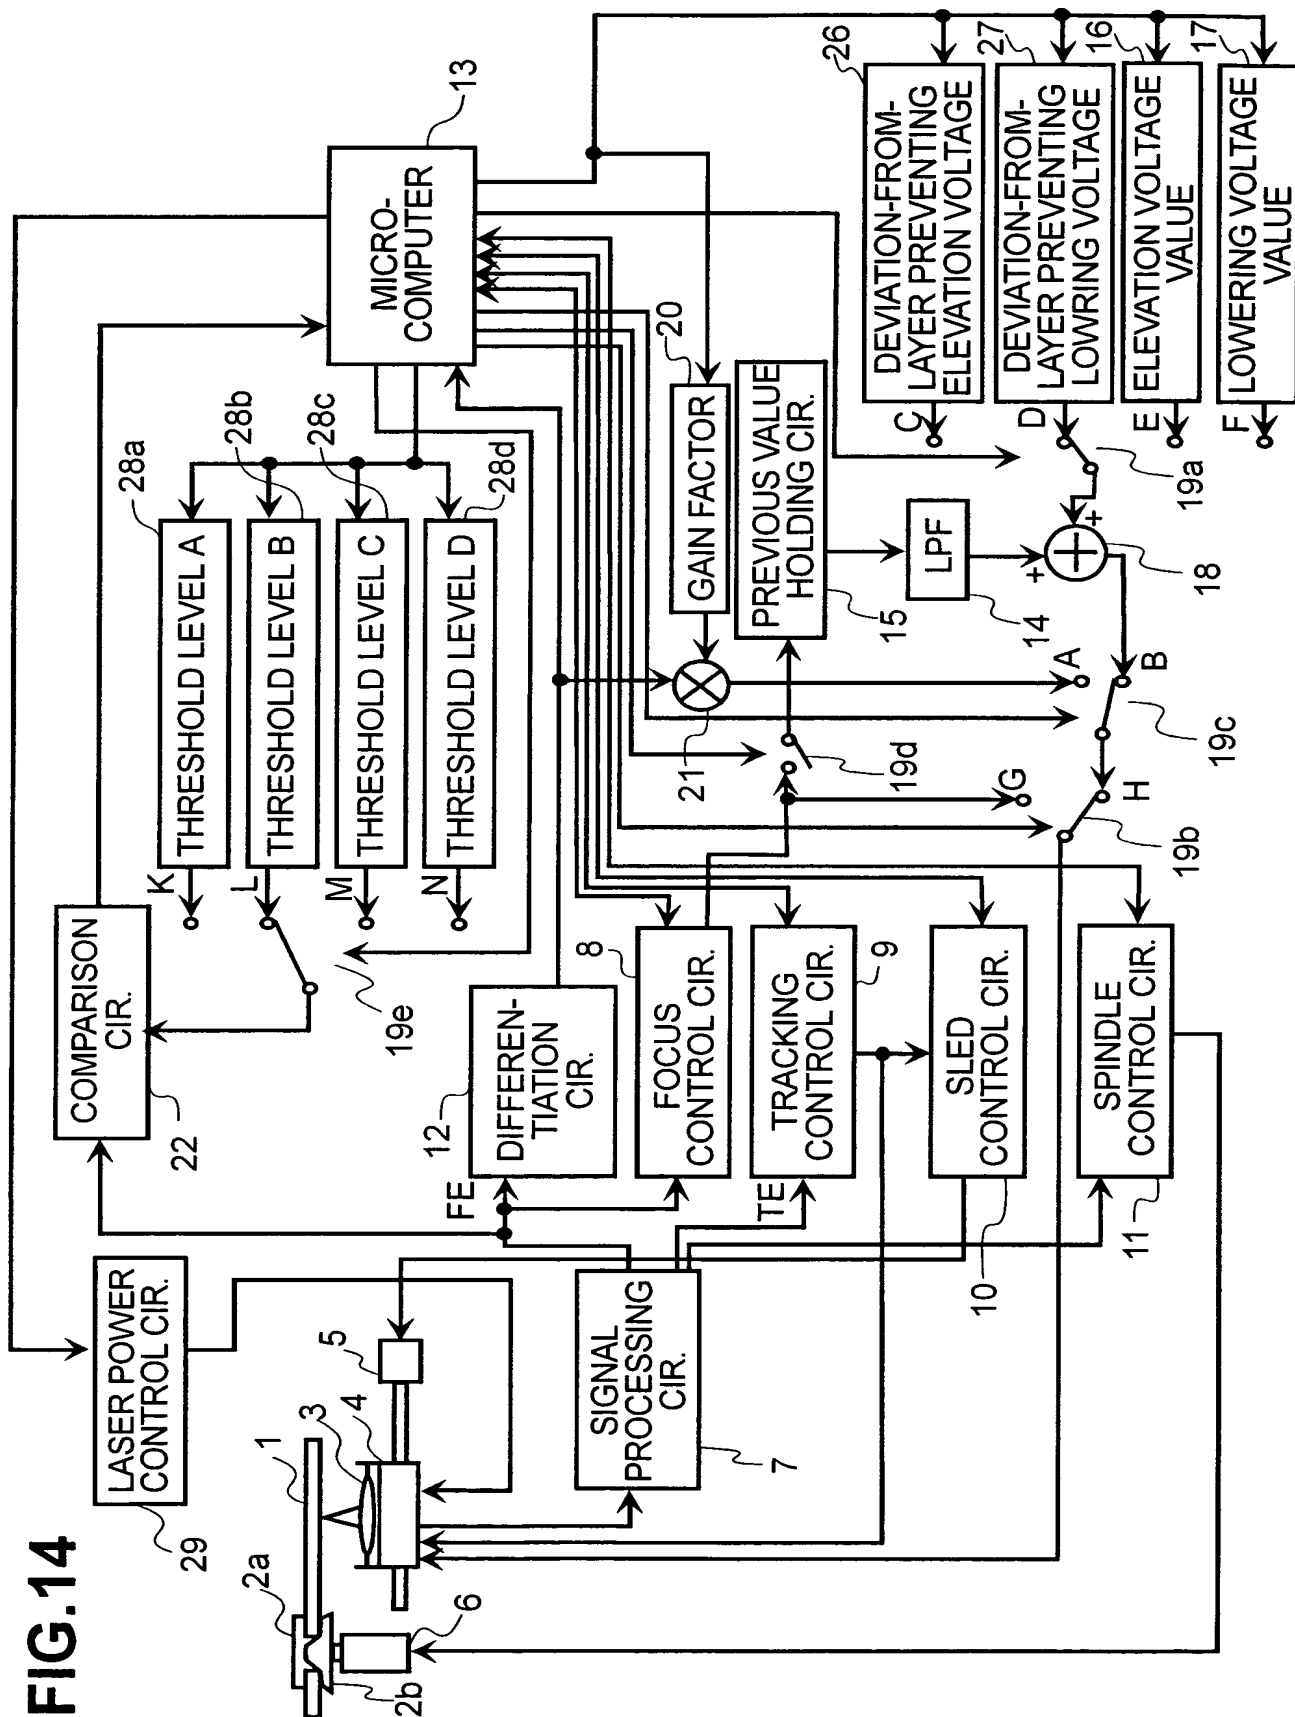 FIG.14
LASER POWER
CONTROL CIR.
29
COMPARISON
CIR.
22
K
L
M
N
THRESHOLD LEVEL A
THRESHOLD LEVEL B
THRESHOLD LEVEL C
THRESHOLD LEVEL D
28a
28b
28c
28d
19e
MICRO-
COMPUTER
13
2a
2b
1
3
4
5
6
SIGNAL
PROCESSING
CIR.
7
FE
TE
DIFFEREN-
TIATION
CIR.
12
FOCUS
CONTROL CIR.
8
TRACKING
CONTROL CIR.
9
SLED
CONTROL CIR.
10
SPINDLE
CONTROL CIR.
11
GAIN FACTOR
20
21
PREVIOUS VALUE
HOLDING CIR.
15
LPF
14
19d
G
H
19b
A
B
19c
+
+
18
19a
C
D
E
F
DEVIATION-FROM-
LAYER PREVENTING
ELEVATION VOLTAGE
26
DEVIATION-FROM-
LAYER PREVENTING
LOWRING VOLTAGE
27
ELEVATION VOLTAGE
VALUE
16
LOWERING VOLTAGE
VALUE
17